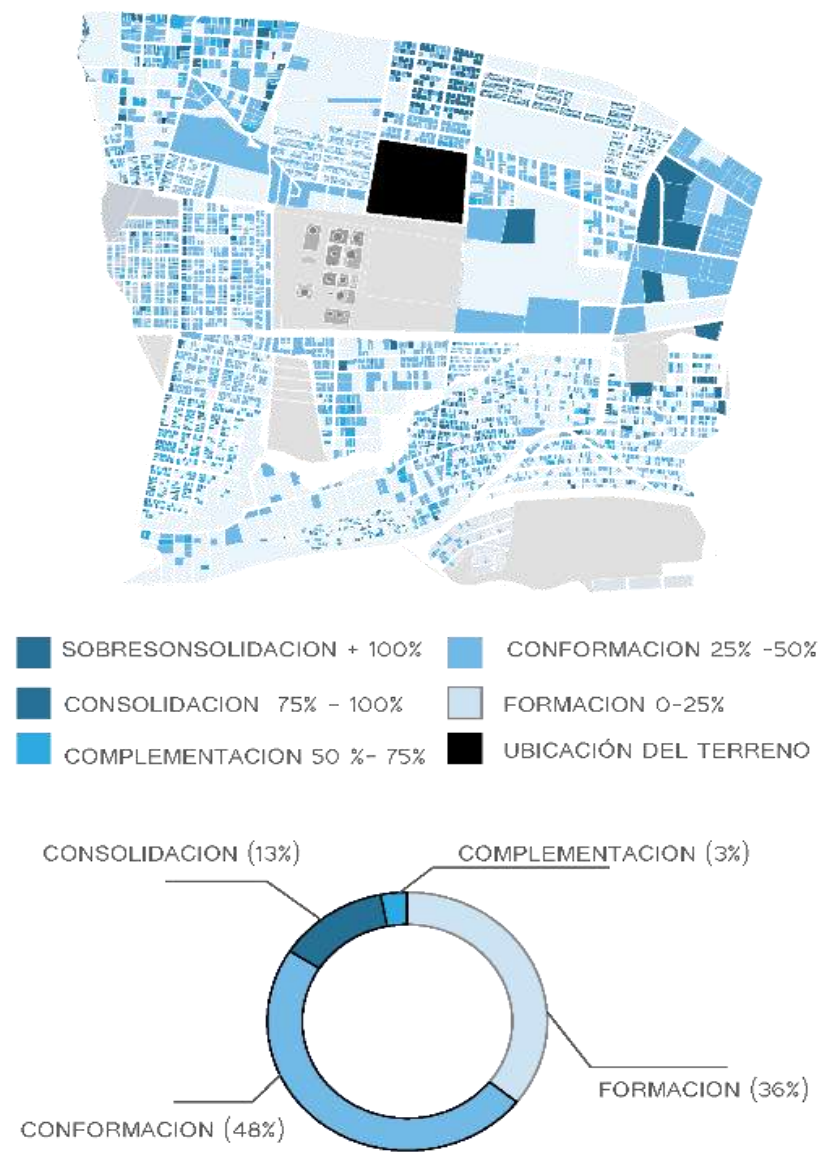 SOBRESONSOLIDACION + 100%
CONFORMACION 25% -50%
CONSOLIDACION 75% - 100%
FORMACION 0-25%
COMPLEMENTACION 50 %- 75%
UBICACIÓN DEL TERRENO
CONSOLIDACION (13%)
COMPLEMENTACION (3%)
FORMACION (36%)
CONFORMACION (48%)